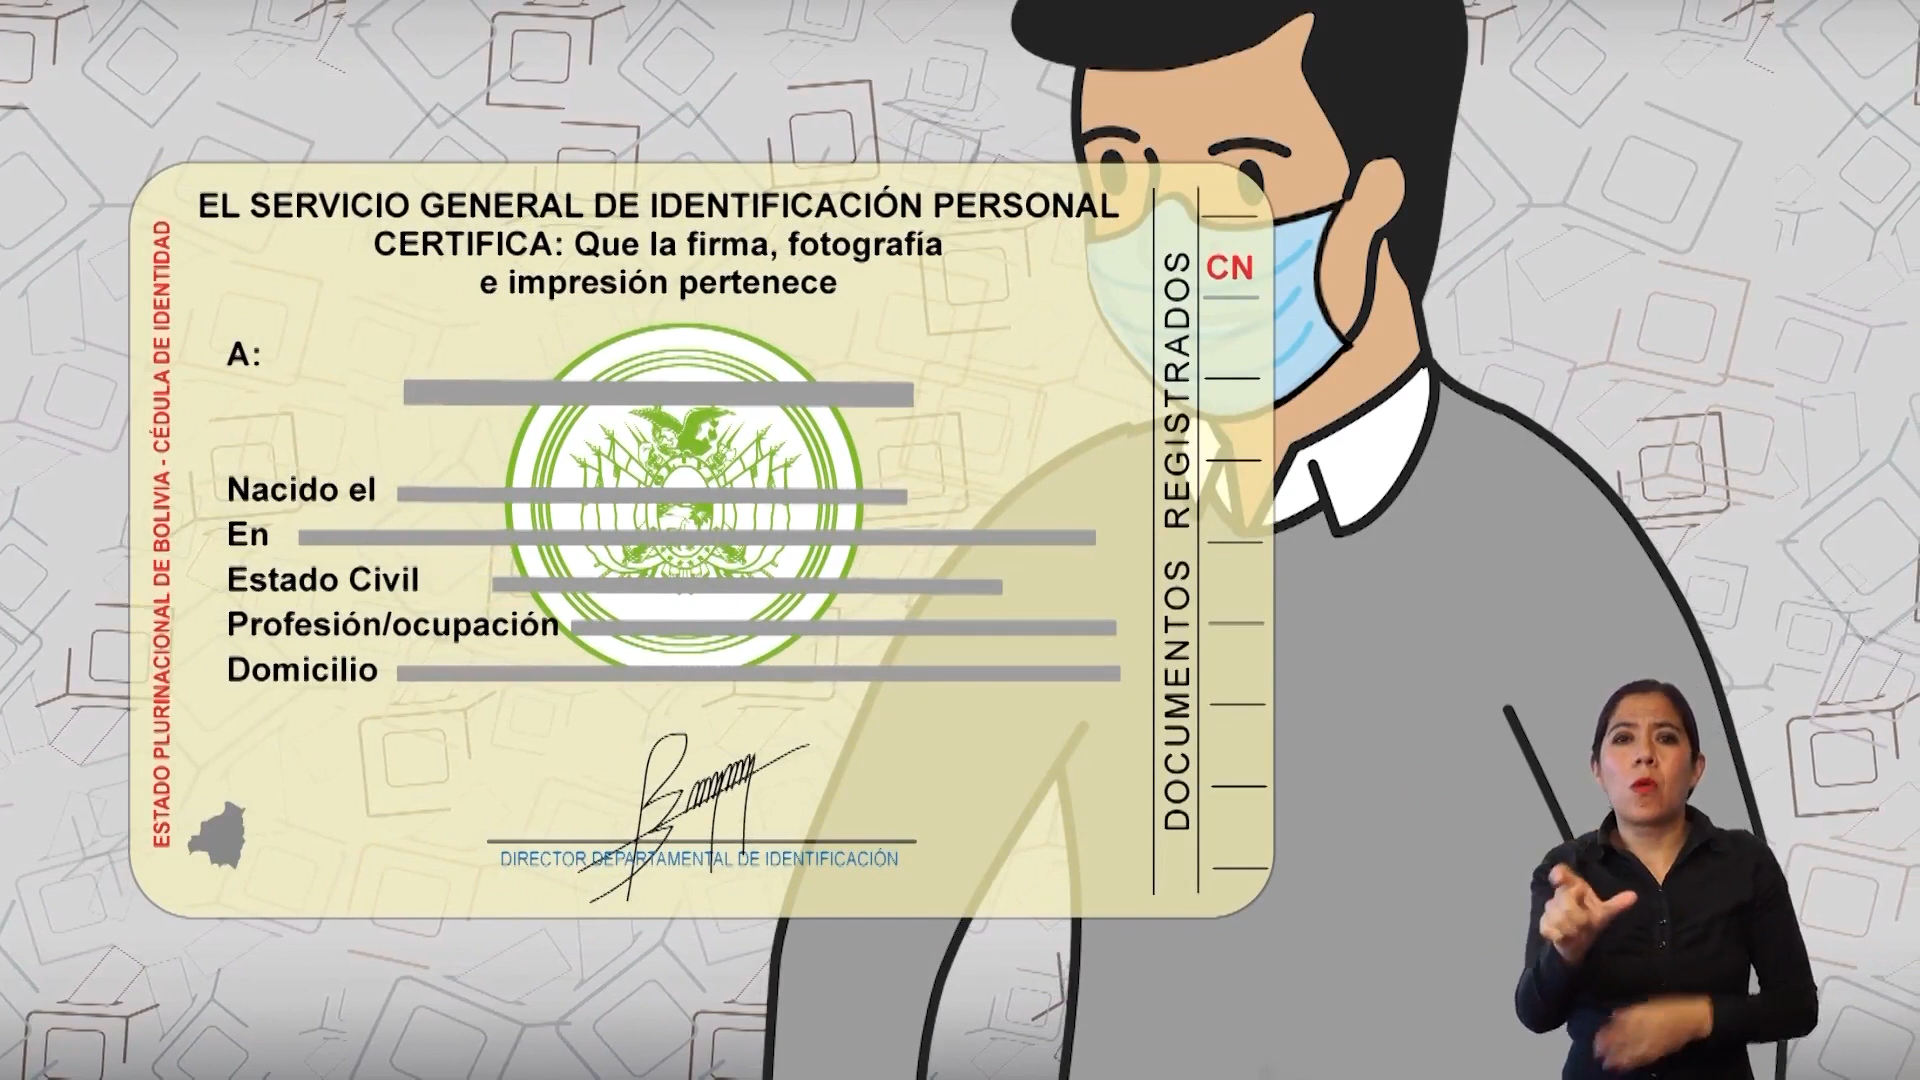 EL SERVICIO GENERAL DE IDENTIFICACIÓN PERSONAL
CERTIFICA: Que la firma, fotografía
e impresión pertenece
A:
Nacido el
En
Estado Civil
Profesión/ocupación
Domicilio
DIRECTOR DEPARTAMENTAL DE IDENTIFICACIÓN
ESTADO PLURINACIONAL DE BOLIVIA - CÉDULA DE IDENTIDAD
DOCUMENTOS REGISTRADOS
CN